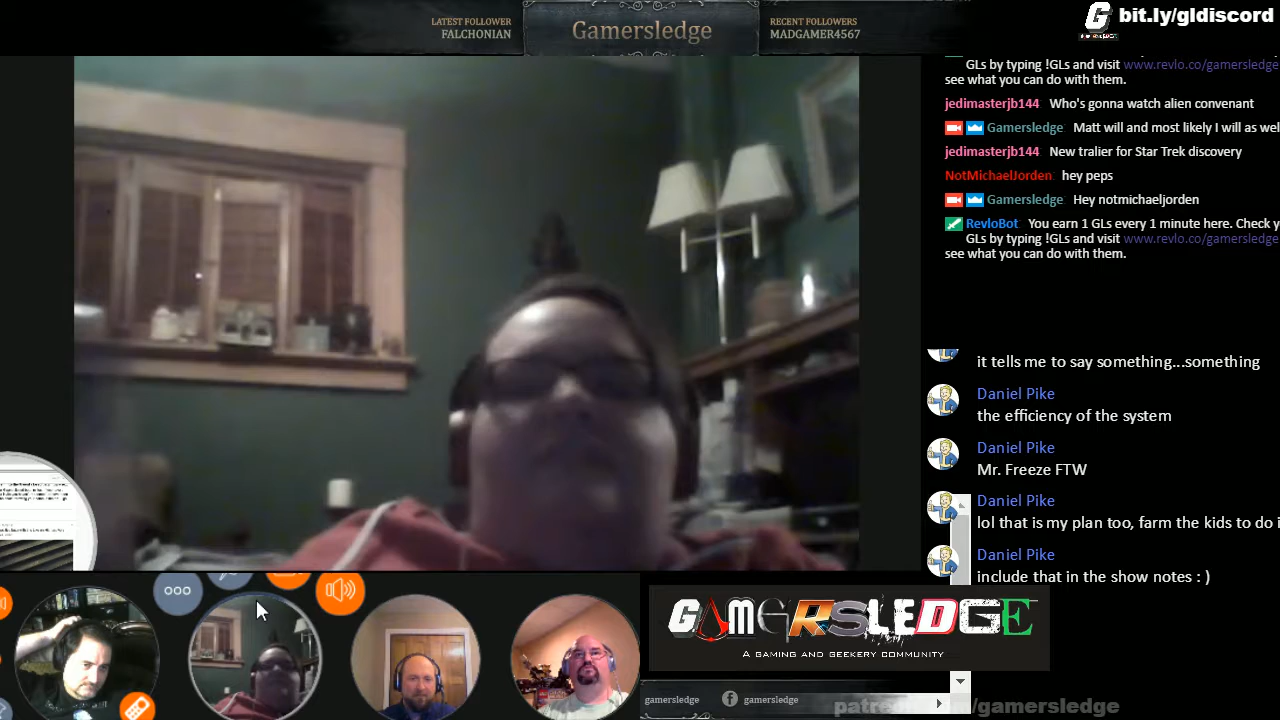 LATEST FOLLOWER
FALCHONIAN
Gamersledge
RECENT FOLLOWERS
MADGAMER4567
bit.ly/gldiscord
GLs by typing !GLs and visit www.revlo.co/gamersledge
see what you can do with them.
jedimasterjb144 Who's gonna watch alien convenant
Gamersledge: Matt will and most likely I will as wel
jedimasterjb144 New tralier for Star Trek discovery
NotMichaelJorden: hey peps
Gamersledge: Hey notmichaeljorden
RevloBot: You earn 1 GLs every 1 minute here. Check y
GLs by typing !GLs and visit www.revlo.co/gamersledge
see what you can do with them.
it tells me to say something...something
Daniel Pike
the efficiency of the system
Daniel Pike
Mr. Freeze FTW
Daniel Pike
lol that is my plan too, farm the kids to do i
Daniel Pike
include that in the show notes : )
GAMERSLEDGE
A GAMING AND GEEKERY COMMUNITY
gamersledge
gamersledge
/gamersledge